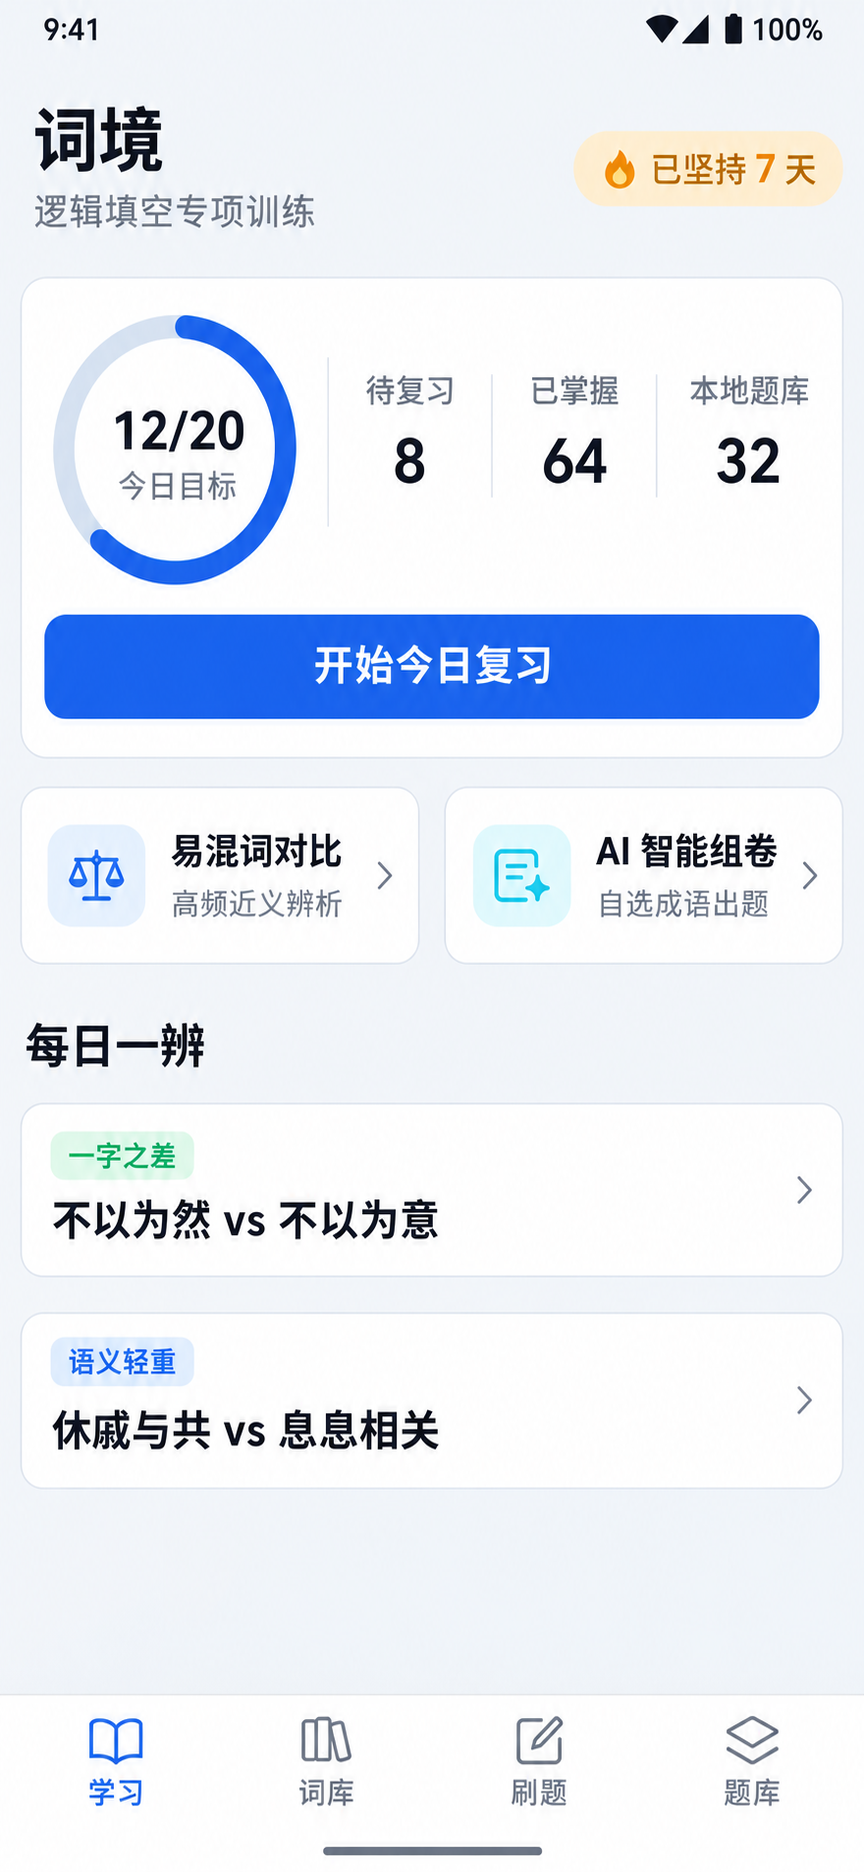 9:41
100%
词境
逻辑填空专项训练
已坚持 7 天
12/20
今日目标
待复习
8
已掌握
64
本地题库
32
开始今日复习
易混词对比
高频近义辨析
AI 智能组卷
自选成语出题
每日一辨
一字之差
不以为然 vs 不以为意
语义轻重
休戚与共 vs 息息相关
学习
词库
刷题
题库